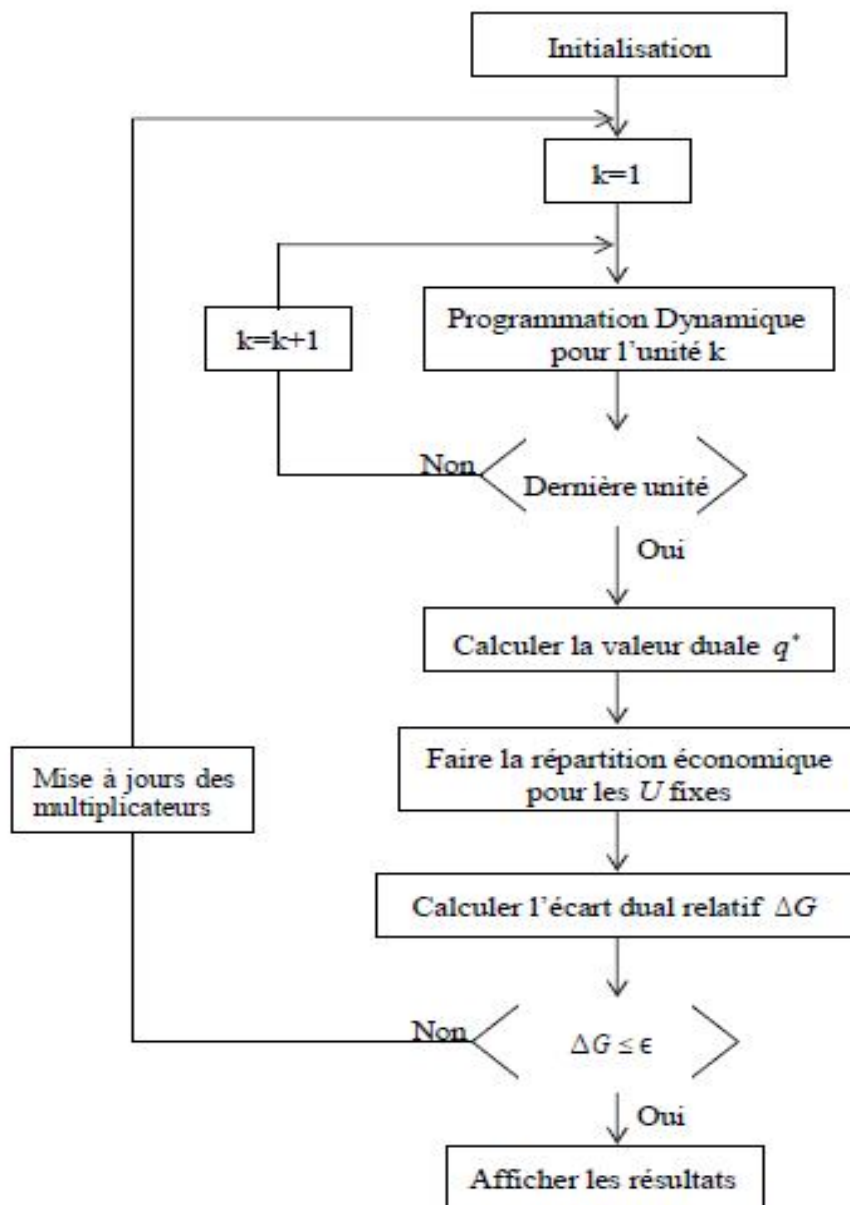 Initialisation
k=1
Programmation Dynamique
pour l'unité k
k=k+1
Non
Dernière unité
Oui
Calculer la valeur duale q*
Faire la répartition économique
pour les U fixes
Mise à jours des
multiplicateurs
Calculer l'écart dual relatif ΔG
Non
ΔG ≤ ϵ
Oui
Afficher les résultats